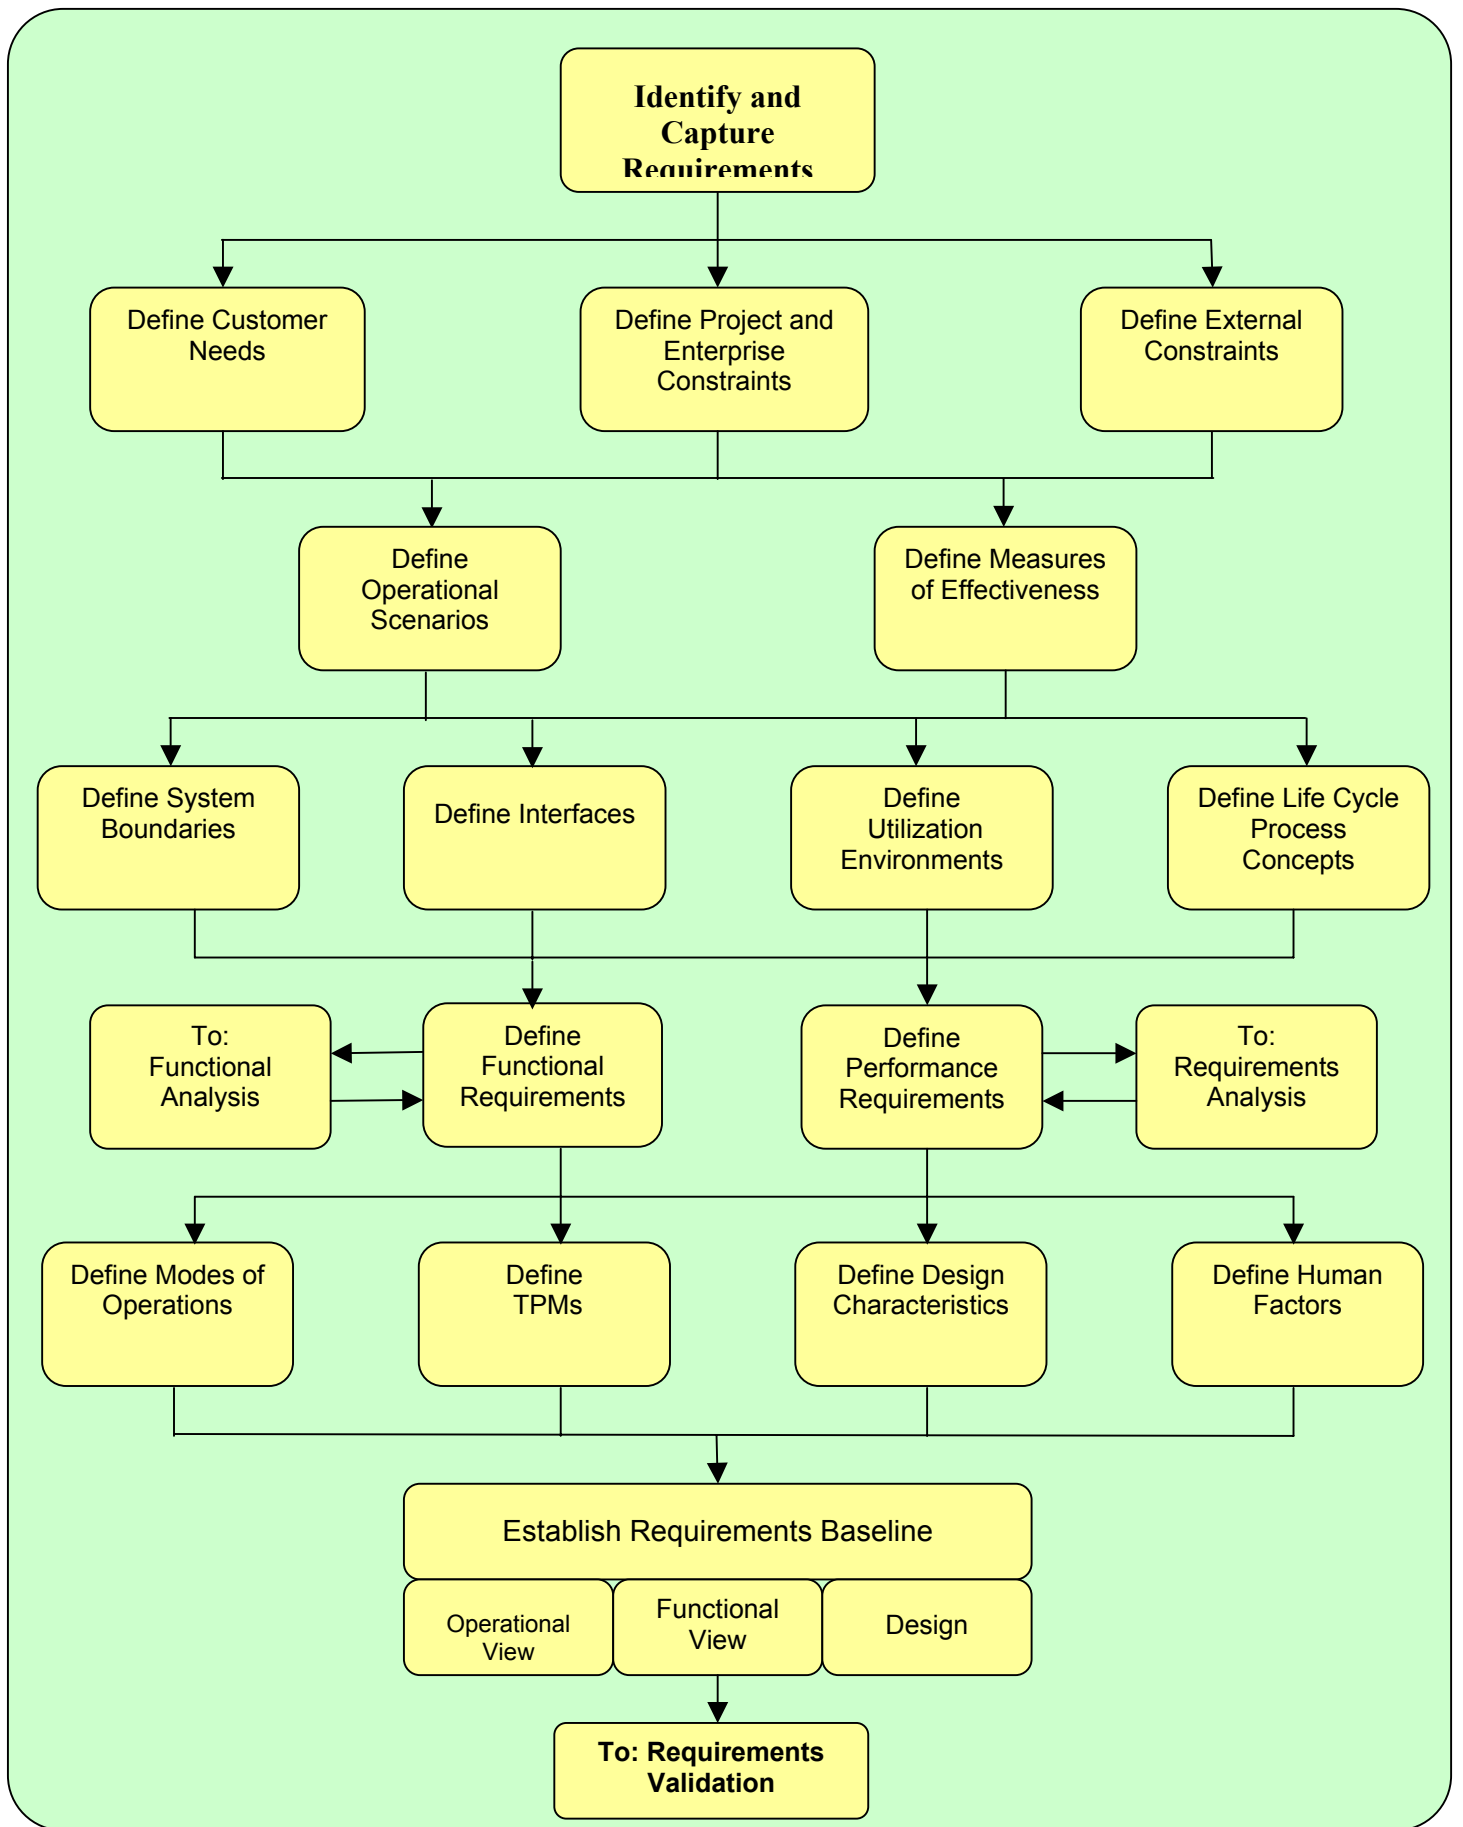 Identify and
Capture
Requirements
Define Customer
Needs
Define Project and
Enterprise
Constraints
Define External
Constraints
Define
Operational
Scenarios
Define Measures
of Effectiveness
Define System
Boundaries
Define Interfaces
Define
Utilization
Environments
Define Life Cycle
Process
Concepts
To:
Functional
Analysis
Define
Functional
Requirements
Define
Performance
Requirements
To:
Requirements
Analysis
Define Modes of
Operations
Define
TPMs
Define Design
Characteristics
Define Human
Factors
Establish Requirements Baseline
Operational
View
Functional
View
Design
To: Requirements
Validation